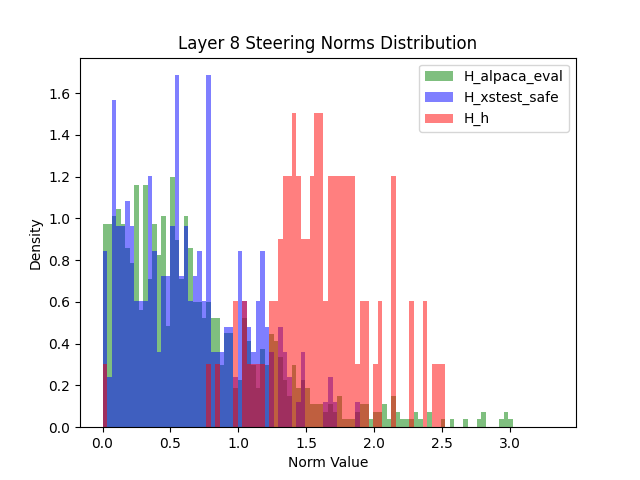 Layer 8 Steering Norms Distribution
H_alpaca_eval
H_xstest_safe
H_h
Density
1.6
1.4
1.2
1.0
0.8
0.6
0.4
0.2
0.0
0.0 0.5 1.0 1.5 2.0 2.5 3.0
Norm Value